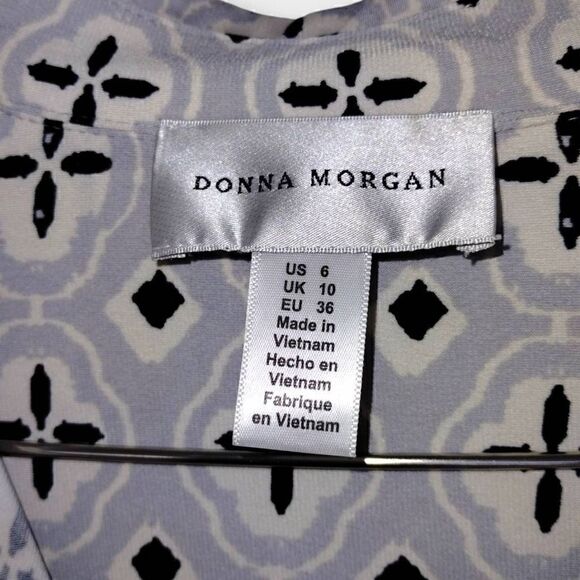 DONNA MORGAN
US 6
UK 10
EU 36
Made in
Vietnam
Hecho en
Vietnam
Fabrique
en Vietnam